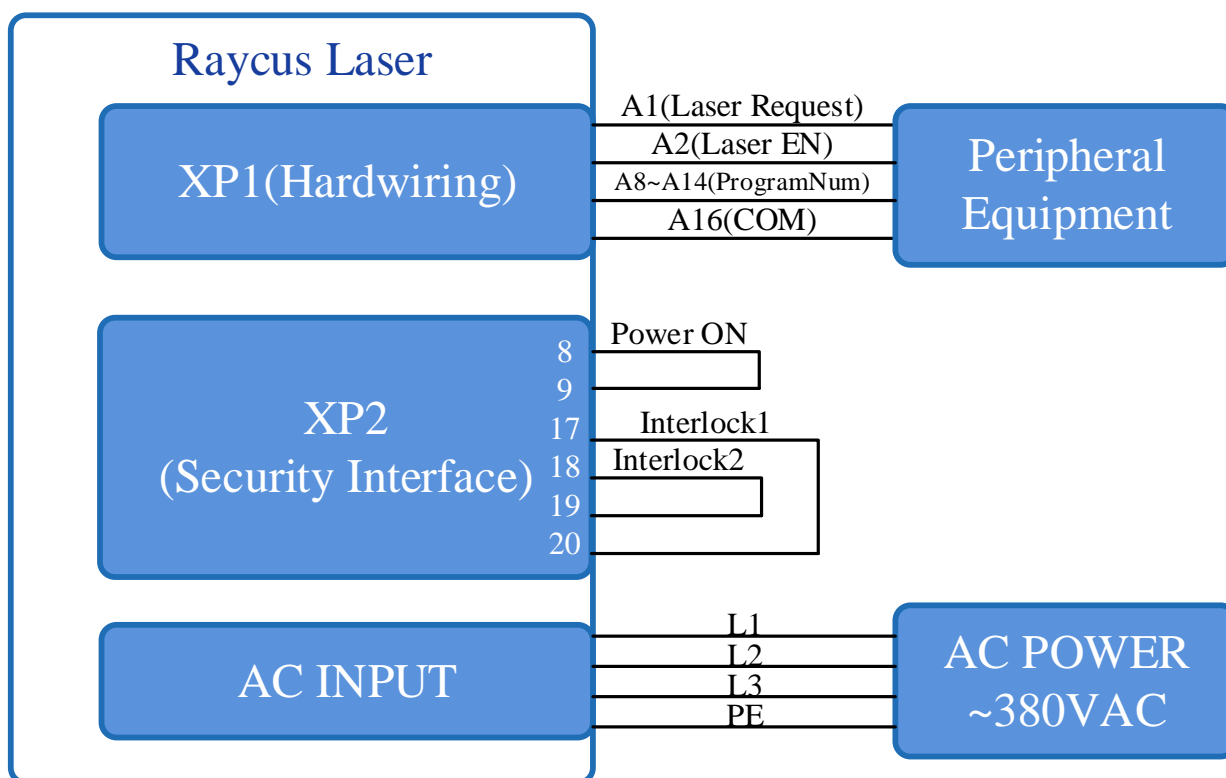 Raycus Laser
XP1(Hardwiring)
A1(Laser Request)
A2(Laser EN)
A8~A14(ProgramNum)
A16(COM)
Peripheral
Equipment
XP2
(Security Interface)
8
9
17
18
19
20
Power ON
Interlock1
Interlock2
AC INPUT
L1
L2
L3
PE
AC POWER
~380VAC